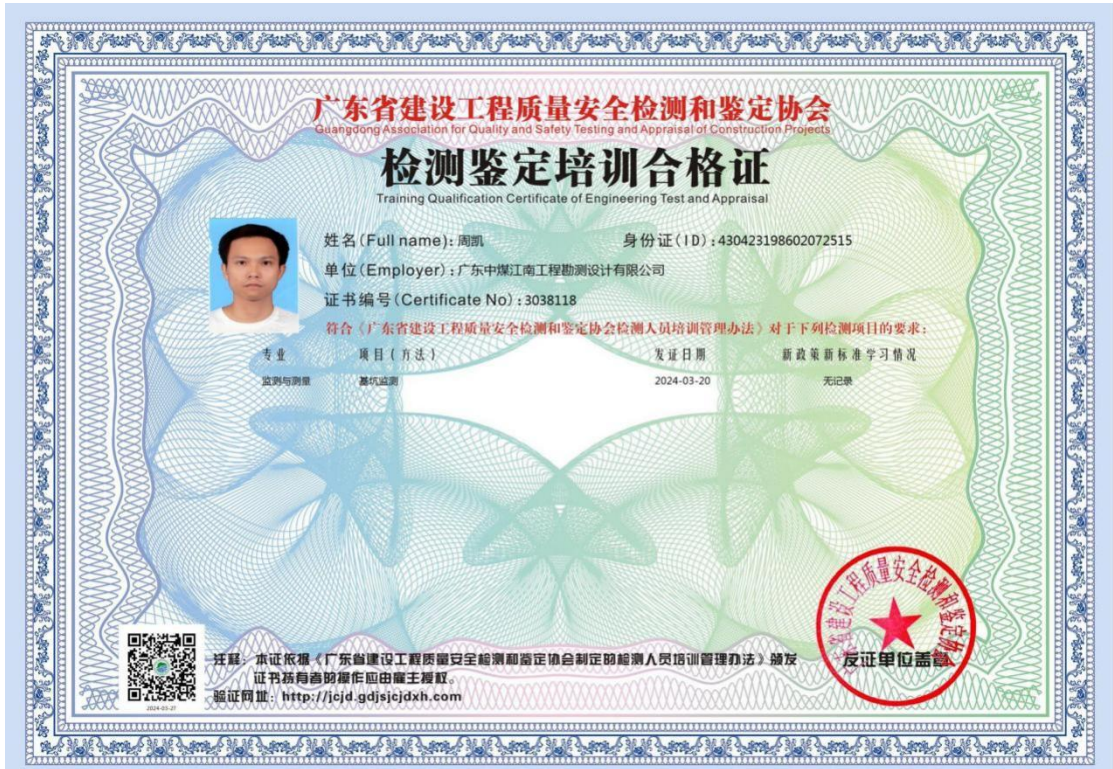 广东省建设工程质量安全检测和鉴定协会
Guangdong Association for Quality and Safety Testing and Appraisal of Construction Projects
检测鉴定培训合格证
Training Qualification Certificate of Engineering Test and Appraisal
姓名(Full name): 周凯 身份证(ID): 430423198602072515
单位(Employer): 广东中煤江南工程勘测设计有限公司
证书编号(Certificate No): 3038118
符合《广东省建设工程质量安全检测和鉴定协会检测人员培训管理办法》对于下列检测项目的要求:
专业 项目(方法) 发证日期 新政策新标准学习情况
监测与测量 基坑监测 2024-03-20 无记录
广东省建设工程质量安全检测和鉴定协会
发证单位盖章
注释: 本证依据《广东省建设工程质量安全检测和鉴定协会制定的检测人员培训管理办法》颁发
证书持有者的操作应由雇主授权。
验证网址: http://jcjd.gdjsjcjdxh.com
2024-03-21